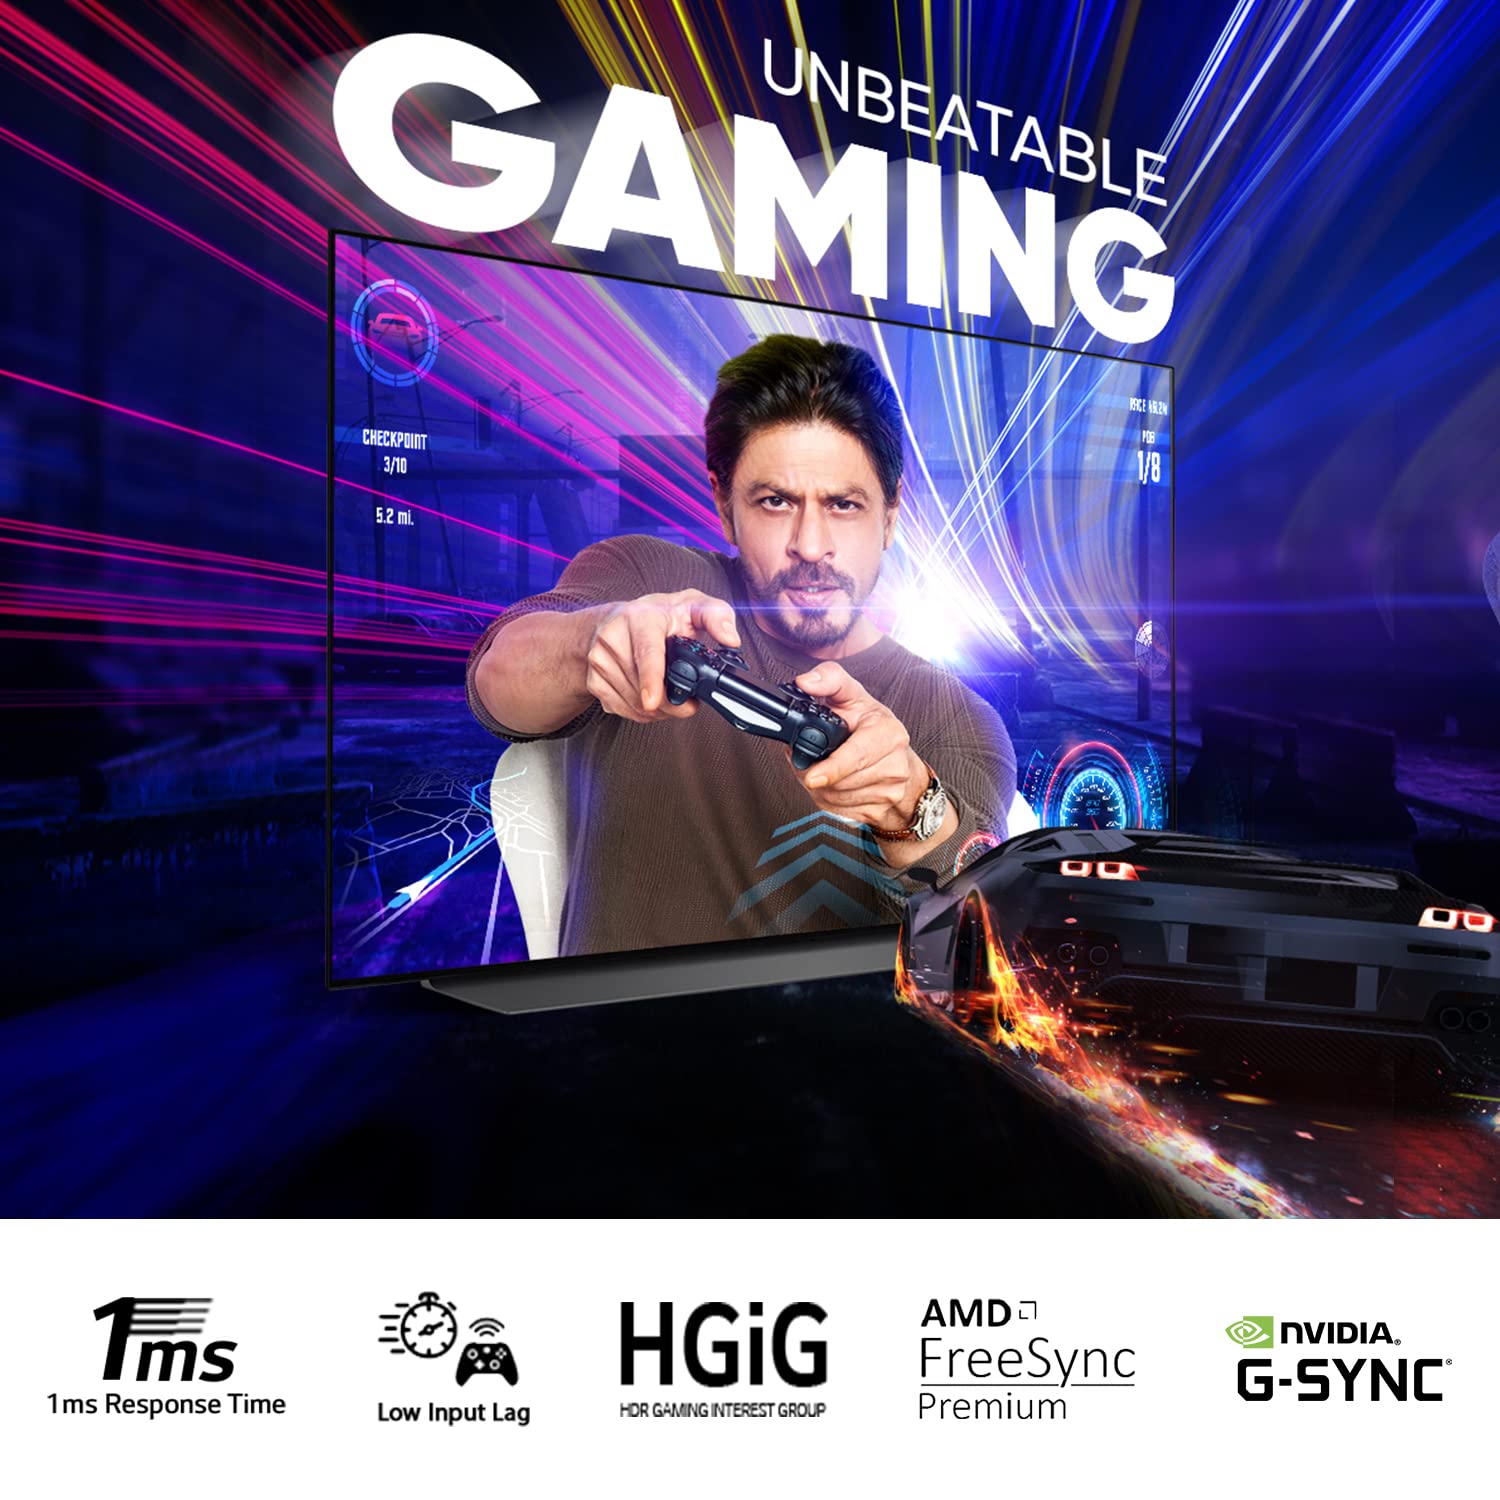 UNBEATABLE
GAMING
CHECKPOINT
3/10
5.2 mi.
1/8
1ms
1ms Response Time
Low Input Lag
HGiG
HDR GAMING INTEREST GROUP
AMD
FreeSync
Premium
NVIDIA.
G-SYNC